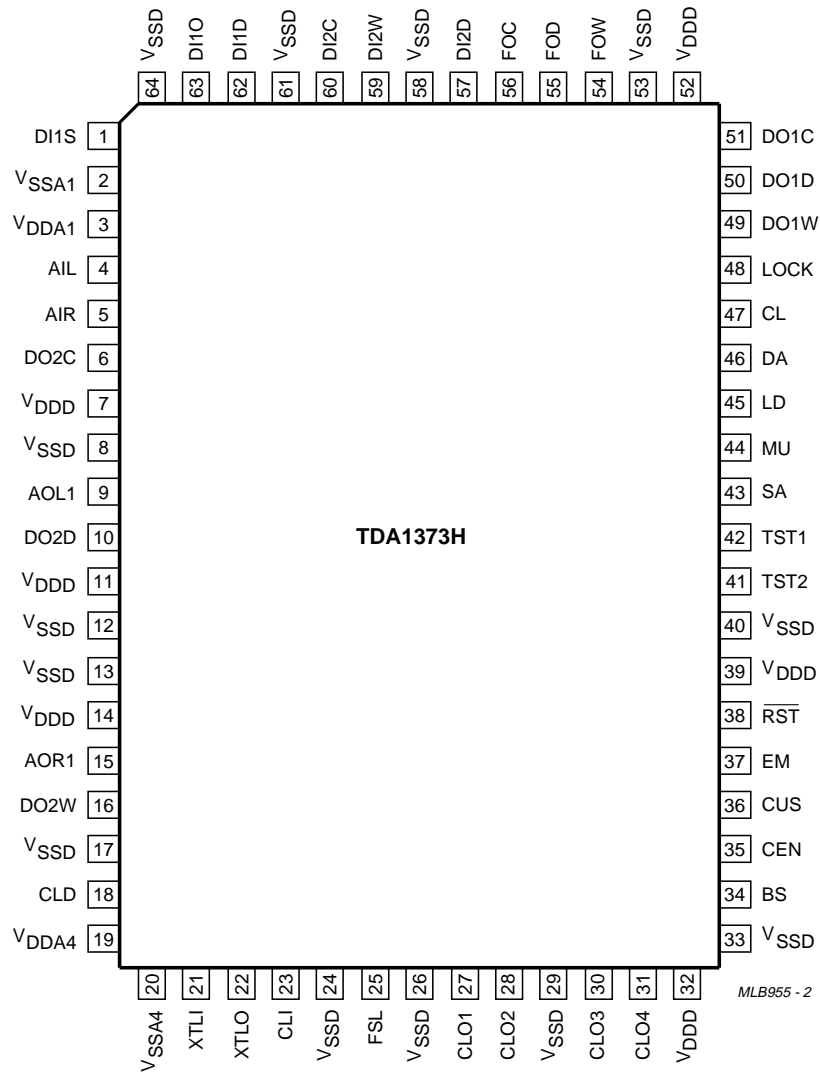 VSSD DI1O DI1D VSSD DI2C DI2W VSSD DI2D FOC FOD FOW VSSD VDDD
64 63 62 61 60 59 58 57 56 55 54 53 52
DI1S 1
VSSA1 2
VDDA1 3
AIL 4
AIR 5
DO2C 6
VDDD 7
VSSD 8
AOL1 9
DO2D 10
VDDD 11
VSSD 12
VSSD 13
VDDD 14
AOR1 15
DO2W 16
VSSD 17
CLD 18
VDDA4 19
TDA1373H
51 DO1C
50 DO1D
49 DO1W
48 LOCK
47 CL
46 DA
45 LD
44 MU
43 SA
42 TST1
41 TST2
40 VSSD
39 VDDD
38 RST
37 EM
36 CUS
35 CEN
34 BS
33 VSSD
20 21 22 23 24 25 26 27 28 29 30 31 32
VSSA4 XTLI XTLO CLI VSSD FSL VSSD CLO1 CLO2 VSSD CLO3 CLO4 VDDD
MLB955 - 2